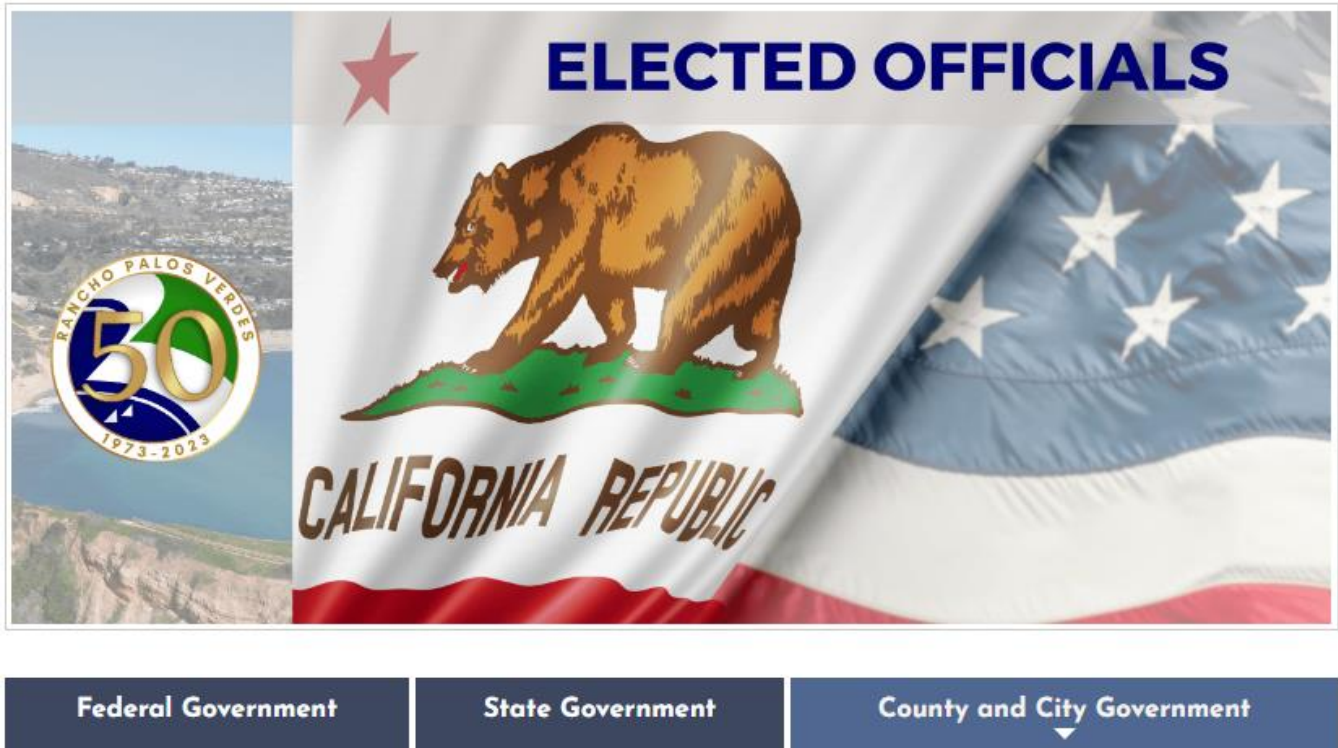 ELECTED OFFICIALS
RANCHO PALOS VERDES
50
1973-2023
CALIFORNIA REPUBLIC
Federal Government
State Government
County and City Government